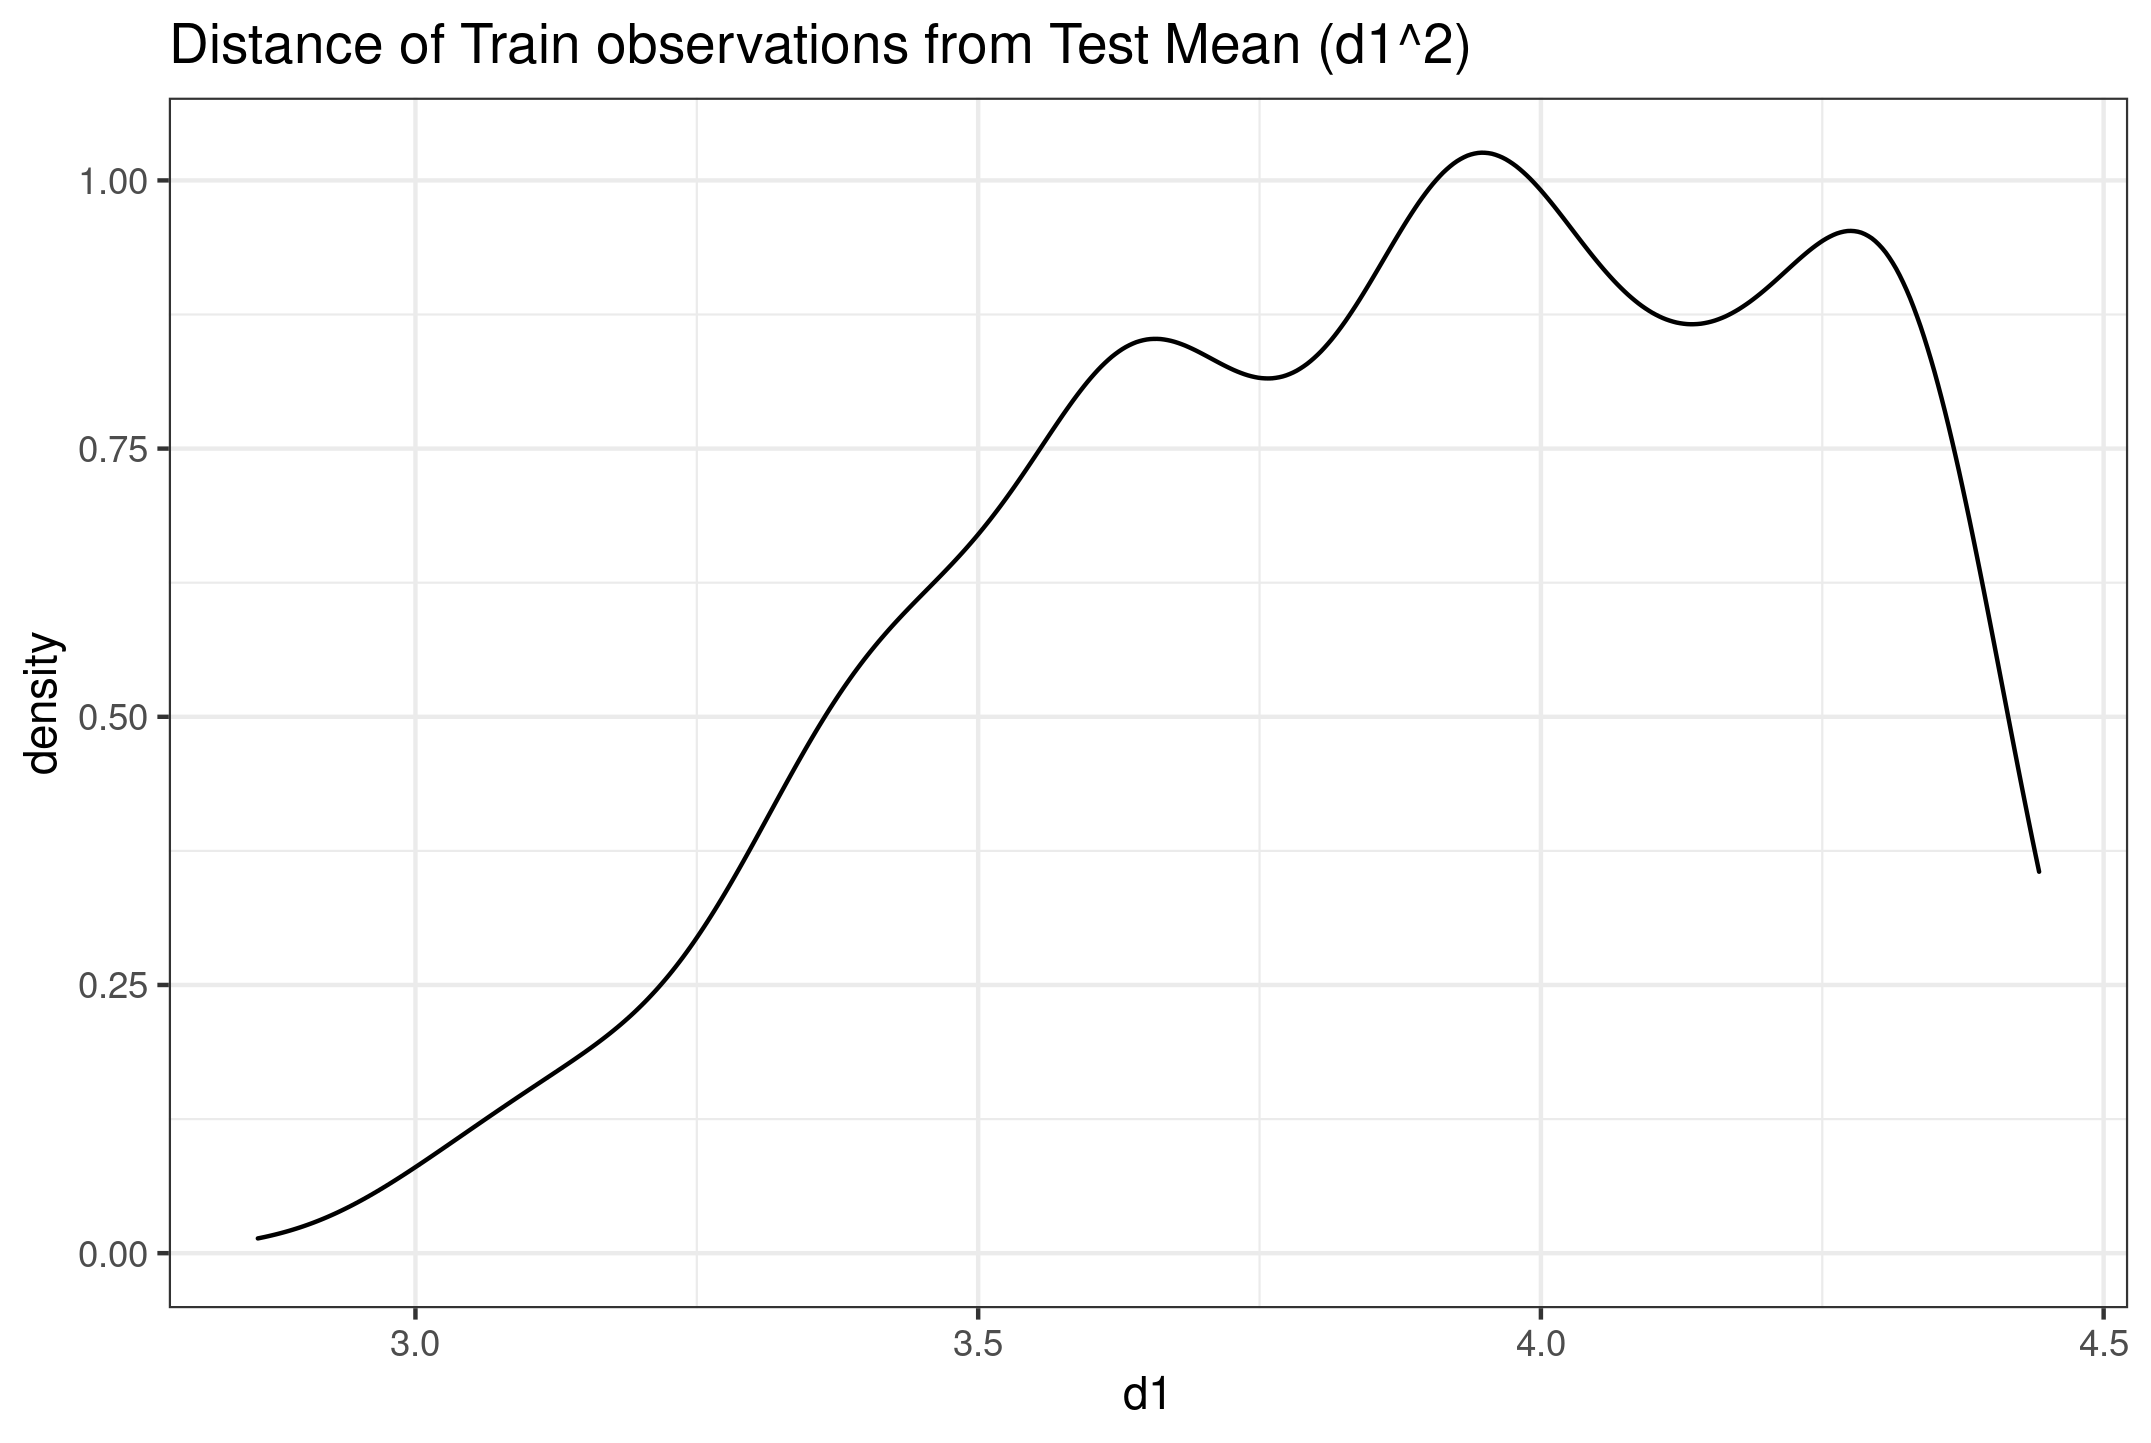 Distance of Train observations from Test Mean (d1^2)
1.00
0.75
0.50
0.25
0.00
density
3.0 3.5 4.0 4.5
d1